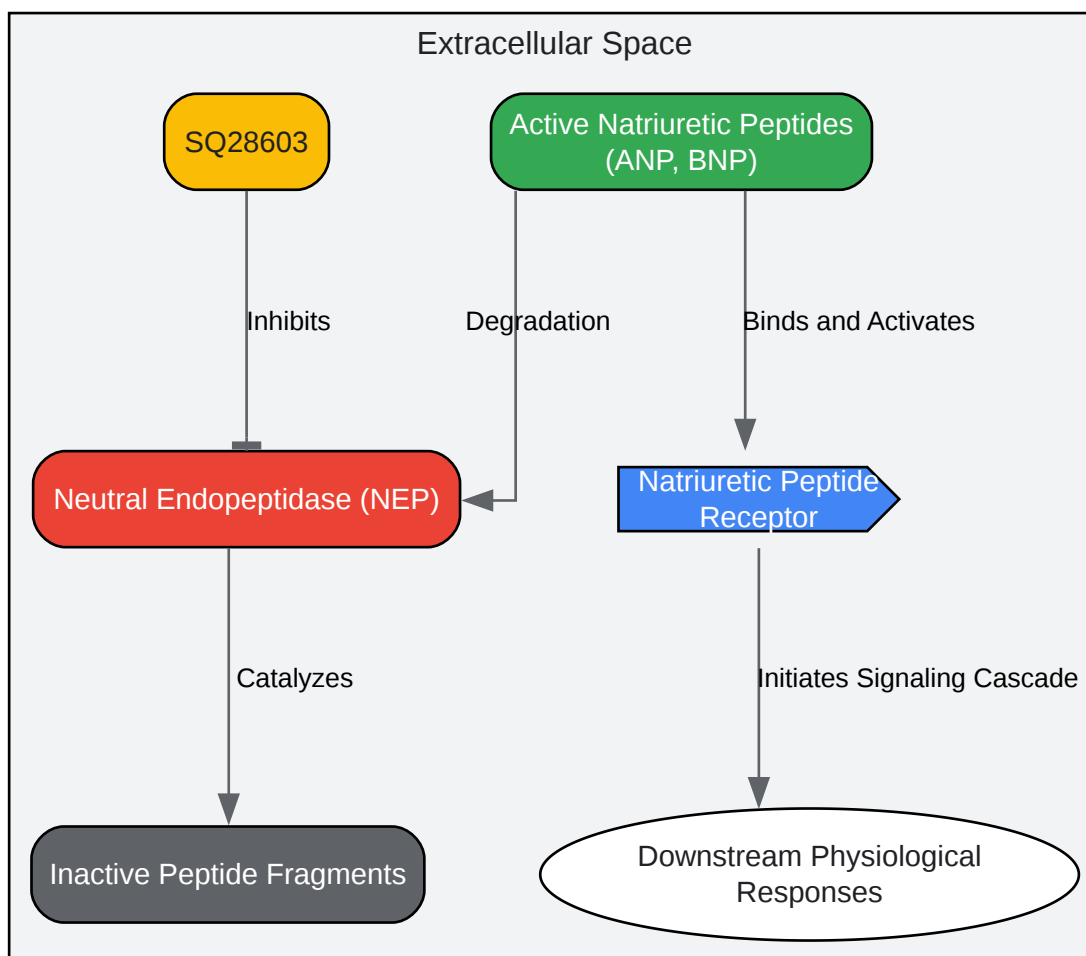 Extracellular Space
SQ28603
Active Natriuretic Peptides
(ANP, BNP)
Inhibits
Degradation
Binds and Activates
Neutral Endopeptidase (NEP)
Natriuretic Peptide
Receptor
Catalyzes
Initiates Signaling Cascade
Inactive Peptide Fragments
Downstream Physiological
Responses